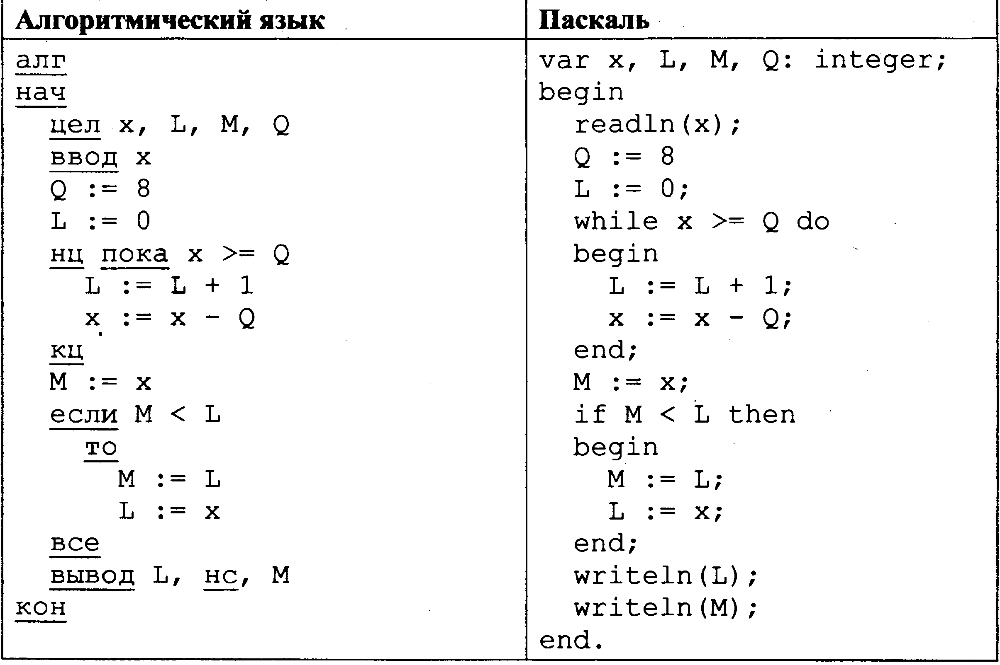 Алгоритмический язык
алг
нач
цел x, L, M, Q
ввод x
Q := 8
L := 0
нц пока x >= Q
L := L + 1
x := x - Q
кц
M := x
если M < L
то
M := L
L := x
все
вывод L, нс, M
кон
Паскаль
var x, L, M, Q: integer;
begin
readln(x);
Q := 8
L := 0;
while x >= Q do
begin
L := L + 1;
x := x - Q;
end;
M := x;
if M < L then
begin
M := L;
L := x;
end;
writeln(L);
writeln(M);
end.